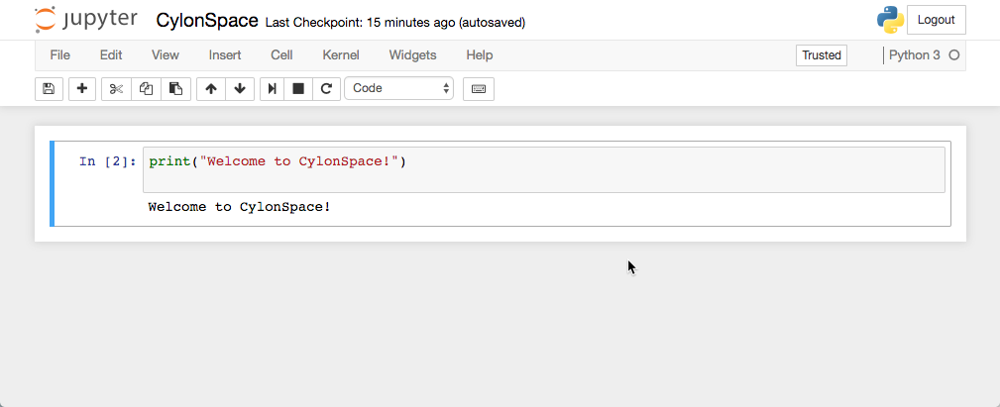 jupyter CylonSpace Last Checkpoint: 15 minutes ago (autosaved) Logout
File Edit View Insert Cell Kernel Widgets Help Trusted Python 3
Code
In [2]: print("Welcome to CylonSpace!")
Welcome to CylonSpace!